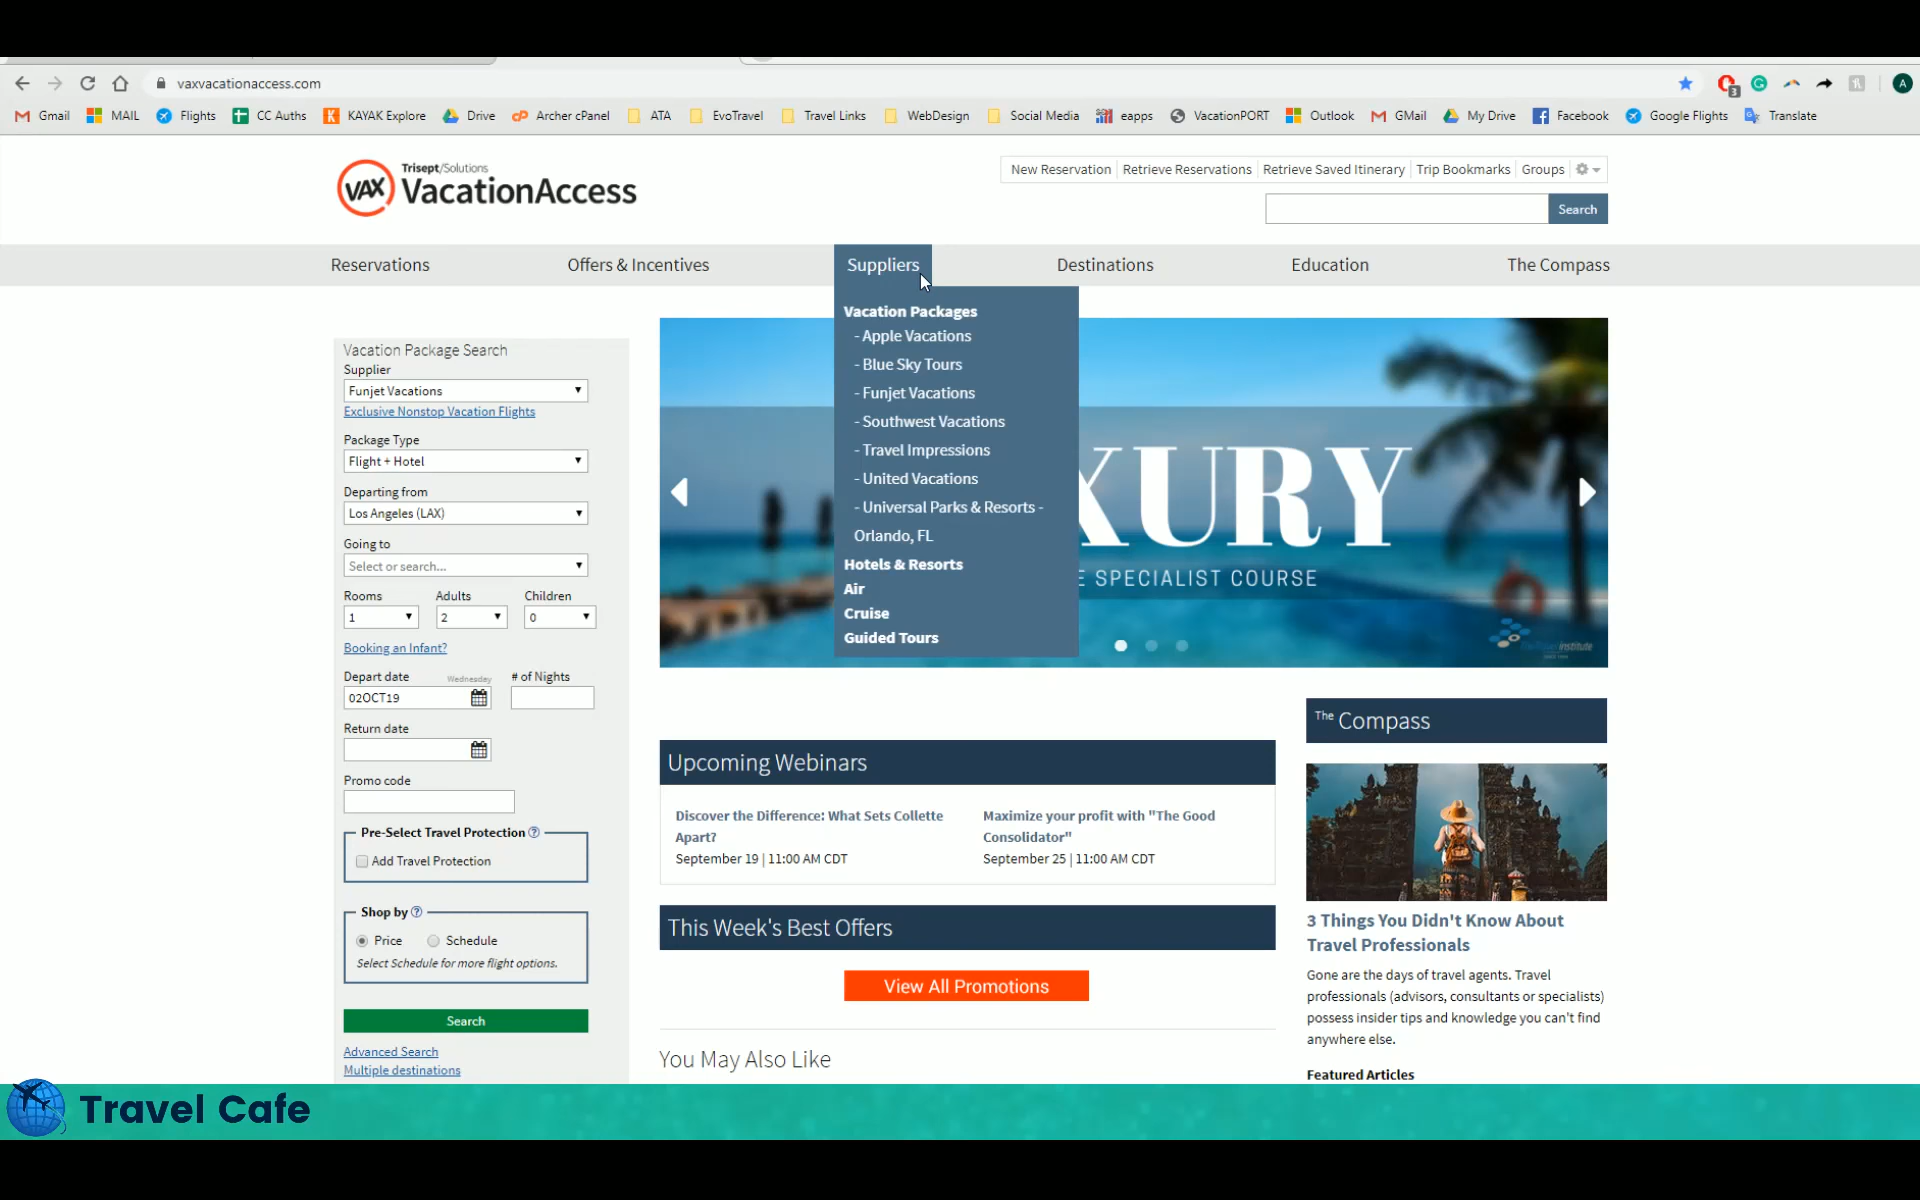 vaxvacationaccess.com
3
A
Gmail
MAIL
Flights
CC Auths
KAYAK Explore
Drive
Archer cPanel
ATA
EvoTravel
Travel Links
WebDesign
Social Media
eapps
VacationPORT
Outlook
GMail
My Drive
Facebook
Google Flights
Translate
VAX
Trisept/Solutions
VacationAccess
New Reservation
Retrieve Reservations
Retrieve Saved Itinerary
Trip Bookmarks
Groups
Search
Reservations
Offers & Incentives
Suppliers
Destinations
Education
The Compass
Vacation Packages
- Apple Vacations
- Blue Sky Tours
- Funjet Vacations
- Southwest Vacations
- Travel Impressions
- United Vacations
- Universal Parks & Resorts -
Orlando, FL
Hotels & Resorts
Air
Cruise
Guided Tours
Vacation Package Search
Supplier
Funjet Vacations
Exclusive Nonstop Vacation Flights
Package Type
Flight + Hotel
Departing from
Los Angeles (LAX)
Going to
Select or search...
Rooms
Adults
Children
1
2
0
Booking an Infant?
Depart date
Wednesday
# of Nights
02OCT19
Return date
Promo code
Pre-Select Travel Protection ?
Add Travel Protection
Shop by ?
Price
Schedule
Select Schedule for more flight options.
Search
Advanced Search
Multiple destinations
XURY
E SPECIALIST COURSE
Upcoming Webinars
Discover the Difference: What Sets Collette
Apart?
September 19 | 11:00 AM CDT
Maximize your profit with "The Good
Consolidator"
September 25 | 11:00 AM CDT
This Week's Best Offers
View All Promotions
You May Also Like
The Compass
3 Things You Didn't Know About
Travel Professionals
Gone are the days of travel agents. Travel
professionals (advisors, consultants or specialists)
possess insider tips and knowledge you can't find
anywhere else.
Featured Articles
Travel Cafe